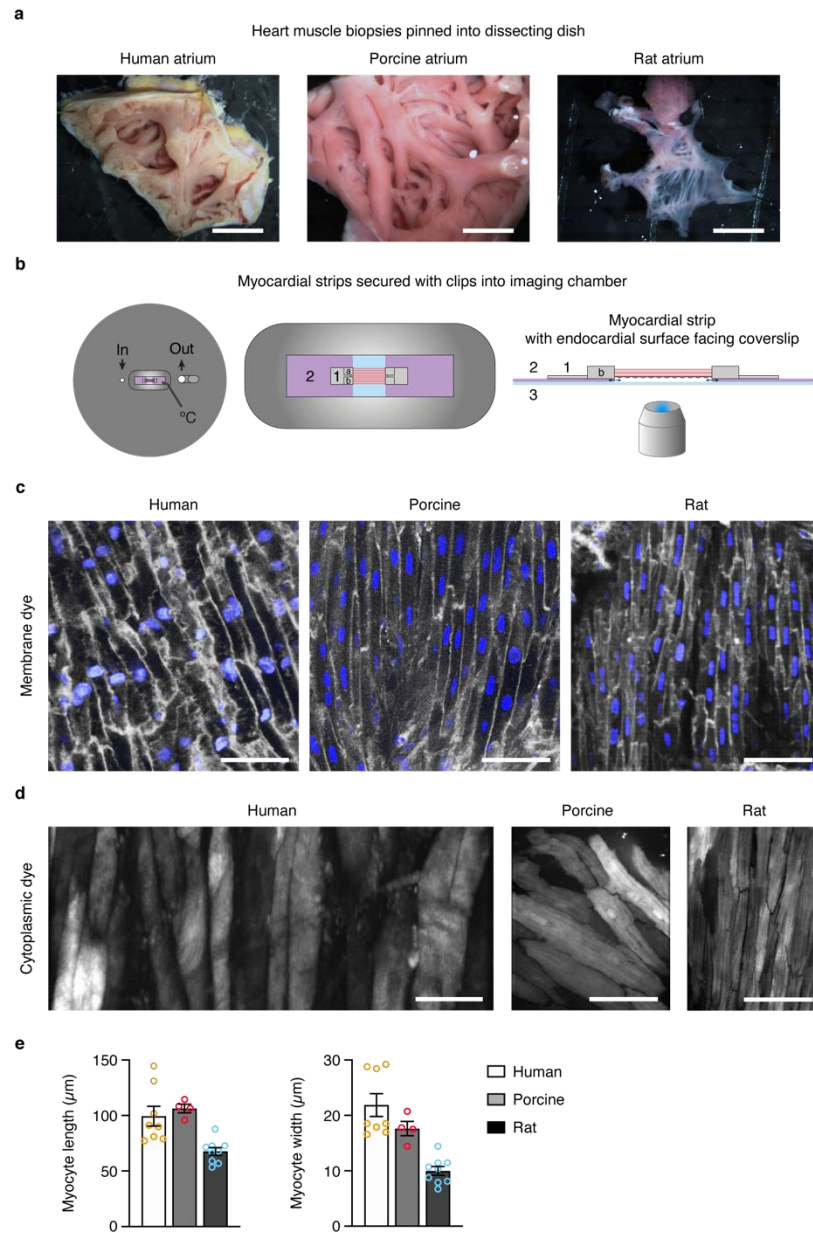 a
Heart muscle biopsies pinned into dissecting dish
Human atrium
Porcine atrium
Rat atrium
b
Myocardial strips secured with clips into imaging chamber
In
Out
°C
2
1
a
b
Myocardial strip
with endocardial surface facing coverslip
2
1
b
3
c
Human
Porcine
Rat
Membrane dye
d
Human
Porcine
Rat
Cytoplasmic dye
e
Myocyte length (µm)
150
100
50
0
Myocyte width (µm)
30
20
10
0
Human
Porcine
Rat